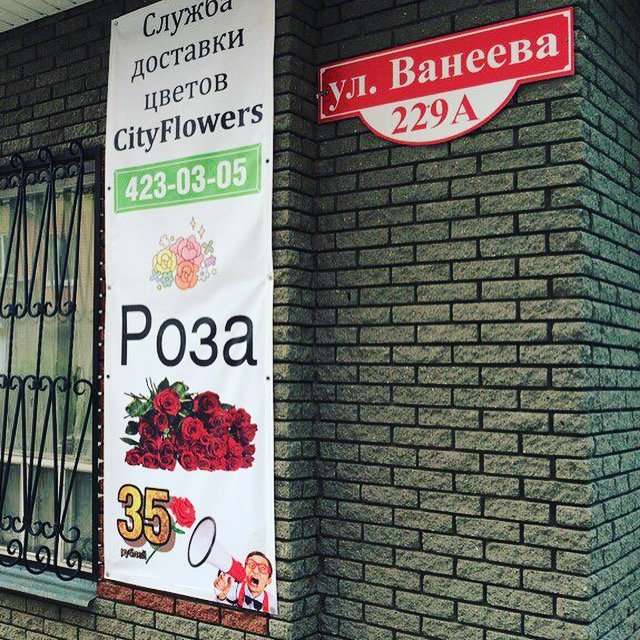 Служба
доставки
цветов
CityFlowers
423-03-05
Роза
35
рублей
ул. Ванеева
229А